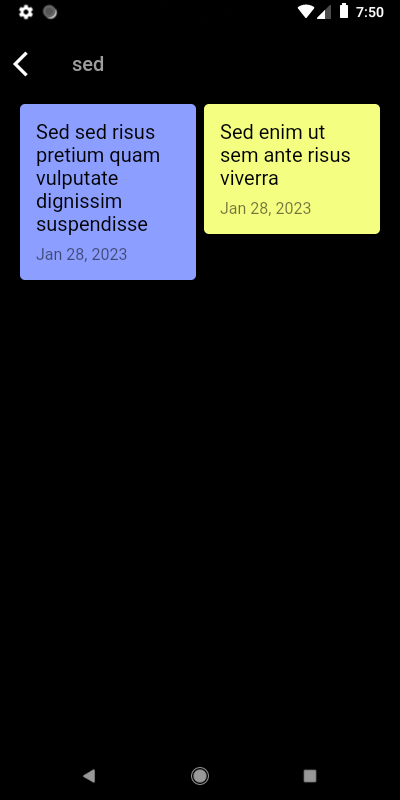 7:50
sed
Sed sed risus
pretium quam
vulputate
dignissim
suspendisse
Jan 28, 2023
Sed enim ut
sem ante risus
viverra
Jan 28, 2023